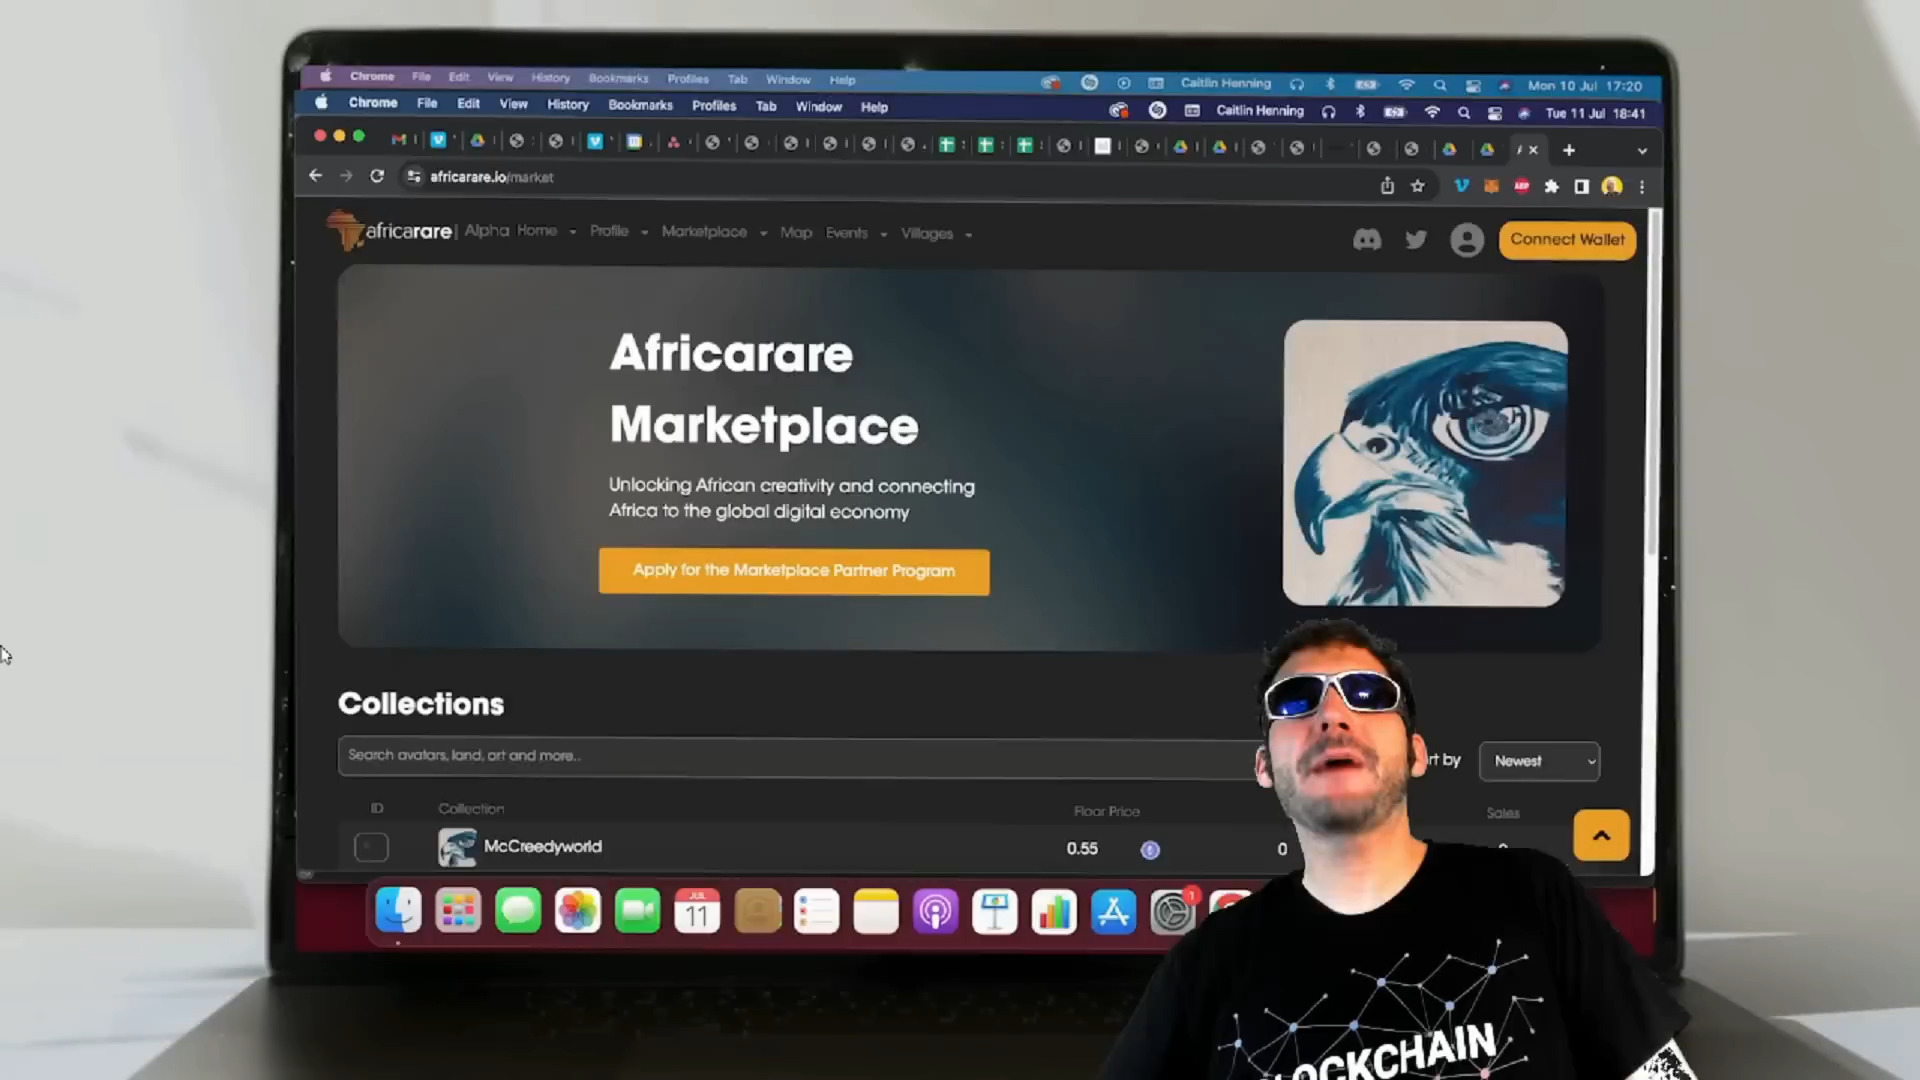 Chrome File Edit View History Bookmarks Profiles Tab Window Help Caitlin Henning Mon 10 Jul 17:20
Chrome File Edit View History Bookmarks Profiles Tab Window Help Caitlin Henning Tue 11 Jul 18:41
africarare.io/market
africarare | Alpha Home Profile Marketplace Map Events Villages Connect Wallet
Africarare
Marketplace
Unlocking African creativity and connecting
Africa to the global digital economy
Apply for the Marketplace Partner Program
Collections
Search avatars, land, art and more.. rt by Newest
ID Collection Floor Price Sales
McCreedyworld 0.55 0
JUL
11
1
LOCKCHAIN